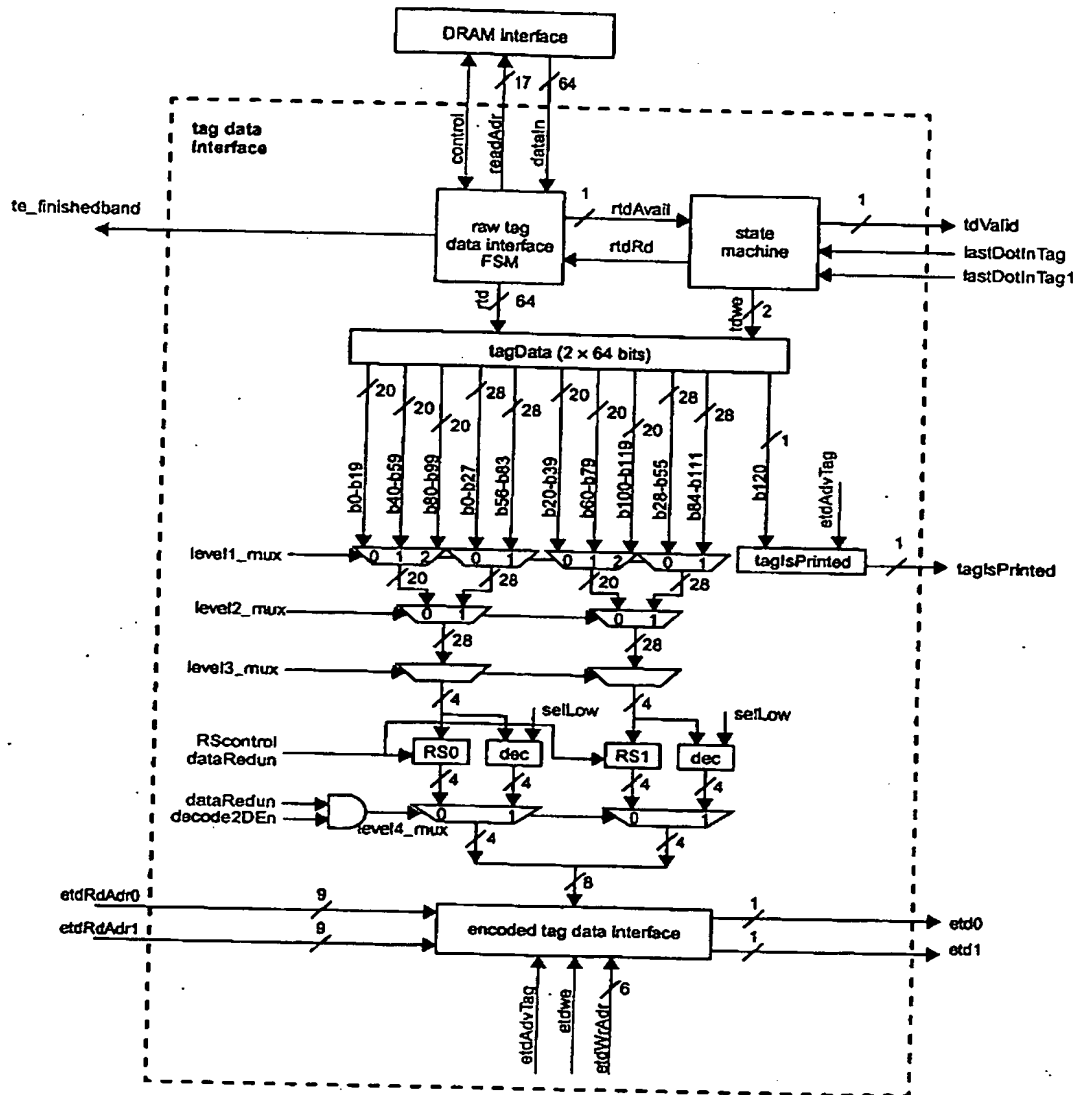 DRAM interface
17
64
tag data
interface
control
readAdr
dataIn
te_finishedband
raw tag
data interface
FSM
1
rtdAvail
rtdRd
state
machine
1
tdValid
lastDotInTag
lastDotInTag1
rtd
64
tdwe
2
tagData (2 × 64 bits)
20
20
20
28
28
20
20
20
28
28
1
b0-b19
b40-b59
b80-b99
b0-b27
b56-b83
b20-b39
b60-b79
b100-b119
b28-b55
b84-b111
b120
etdAdvTag
level1_mux
0 1 2
0 1
0 1 2
0 1
tagIsPrinted
1
tagIsPrinted
20
28
20
28
level2_mux
0 1
0 1
28
28
level3_mux
4
4
selLow
selLow
RScontrol
dataRedun
RS0
dec
RS1
dec
4
4
4
4
dataRedun
decode2DEn
level4_mux
0 1
0 1
4
4
8
etdRdAdr0
9
etdRdAdr1
9
encoded tag data interface
1
etd0
1
etd1
etdAdvTag
etdwe
etdWrAdr
6